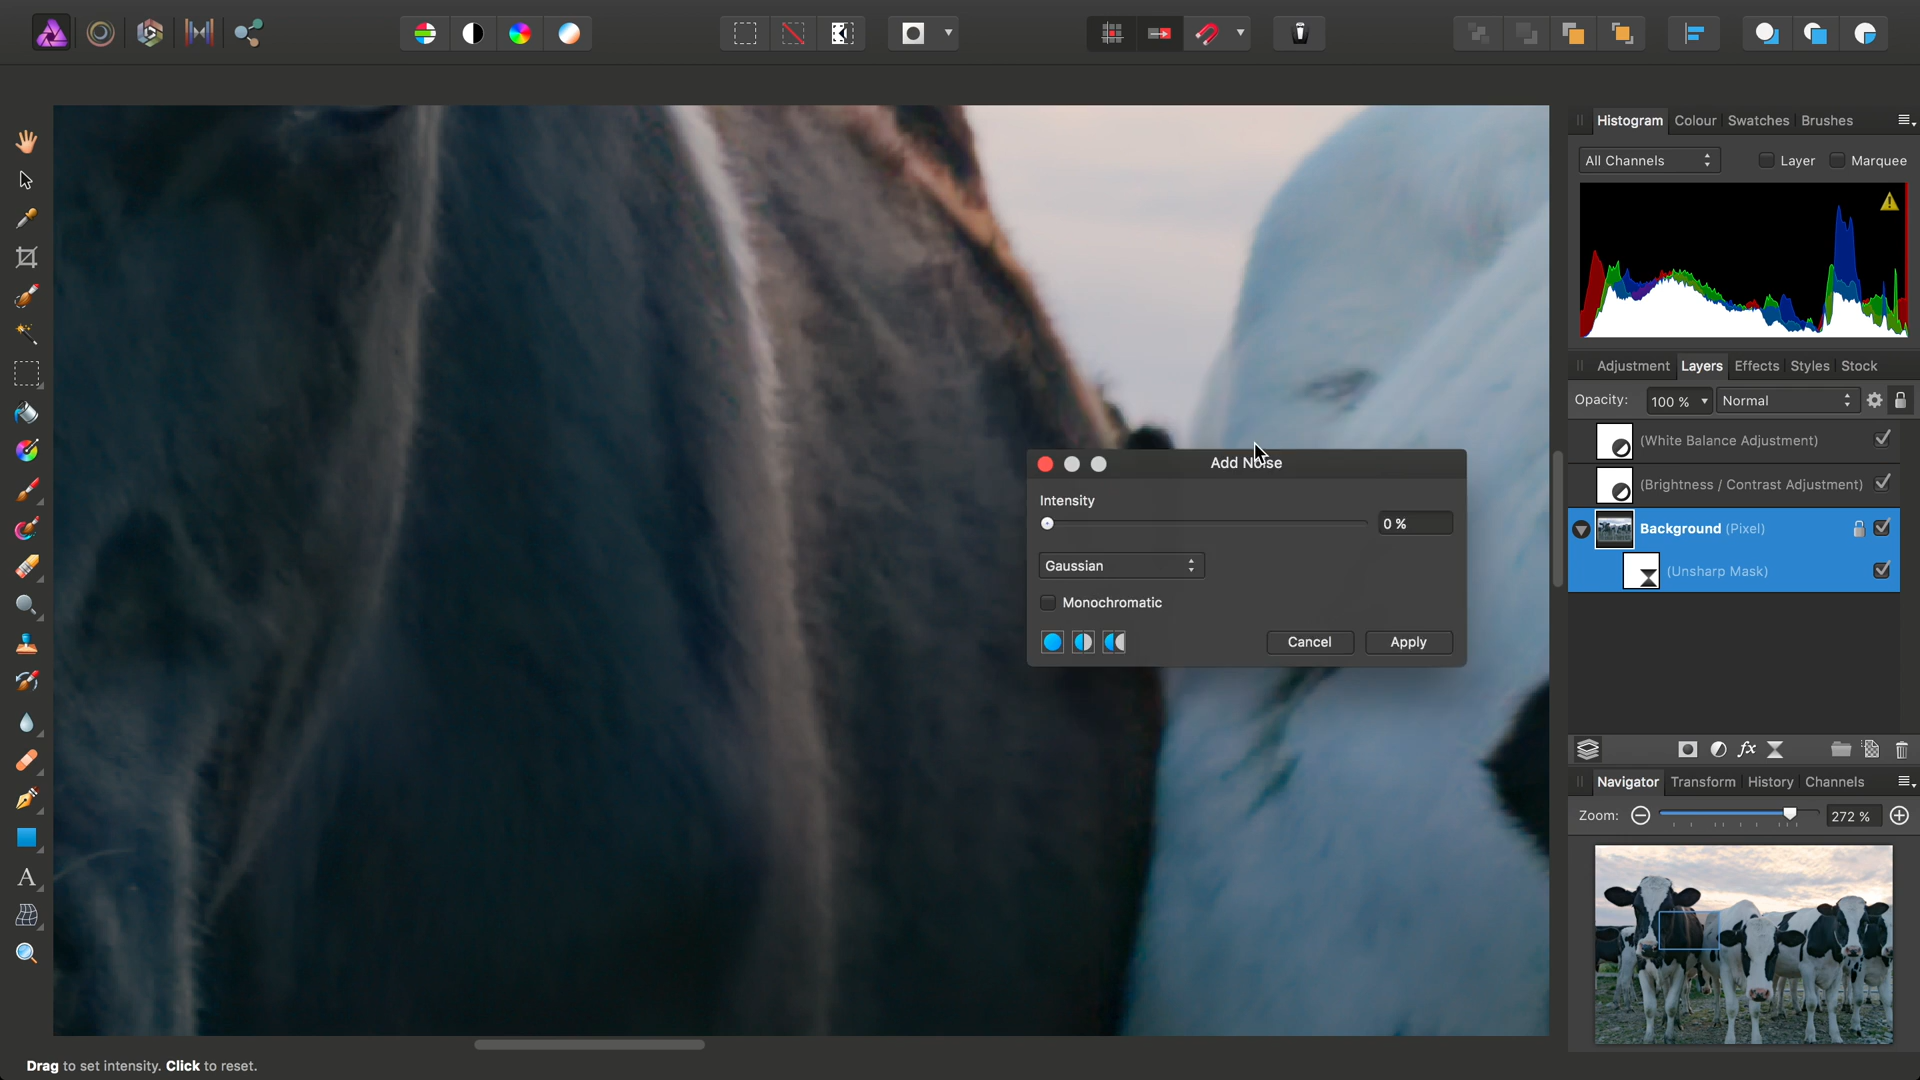 Histogram Colour Swatches Brushes
All Channels Layer Marquee
Adjustment Layers Effects Styles Stock
Opacity: 100 % Normal
(White Balance Adjustment)
(Brightness / Contrast Adjustment)
Background (Pixel)
(Unsharp Mask)
Add Noise
Intensity
0 %
Gaussian
Monochromatic
Cancel Apply
fx
Navigator Transform History Channels
Zoom: 272 %
A
Drag to set intensity. Click to reset.